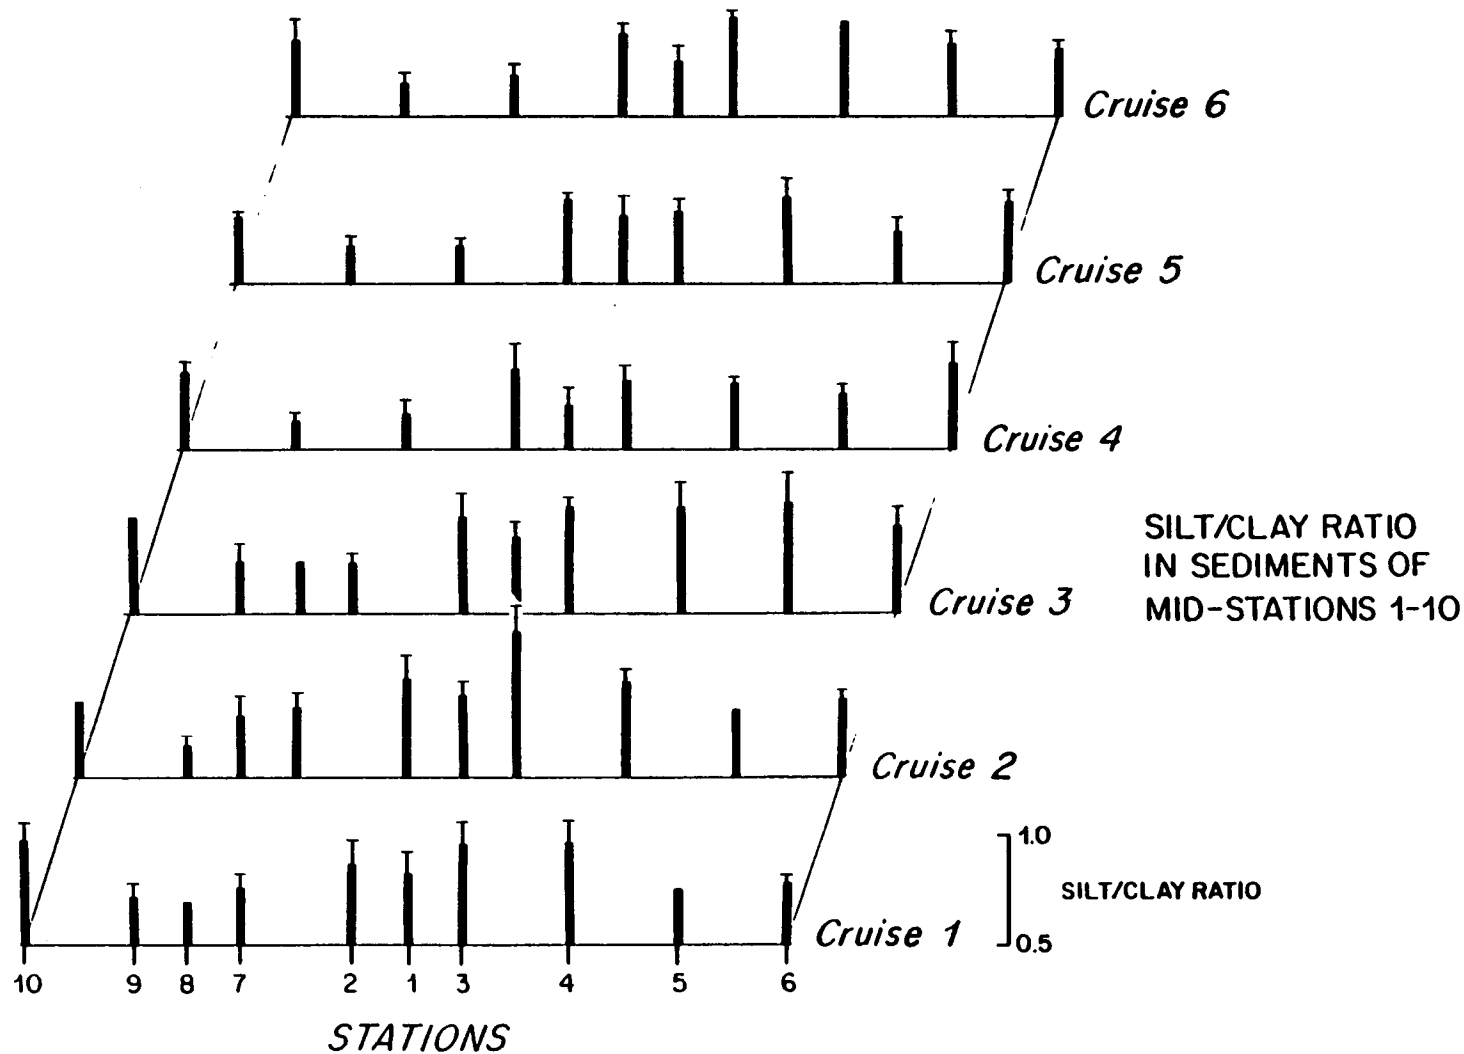 Cruise 6
Cruise 5
Cruise 4
SILT/CLAY RATIO
IN SEDIMENTS OF
MID-STATIONS 1-10
Cruise 3
Cruise 2
1.0
SILT/CLAY RATIO
Cruise 1
0.5
10 9 8 7 2 1 3 4 5 6
STATIONS